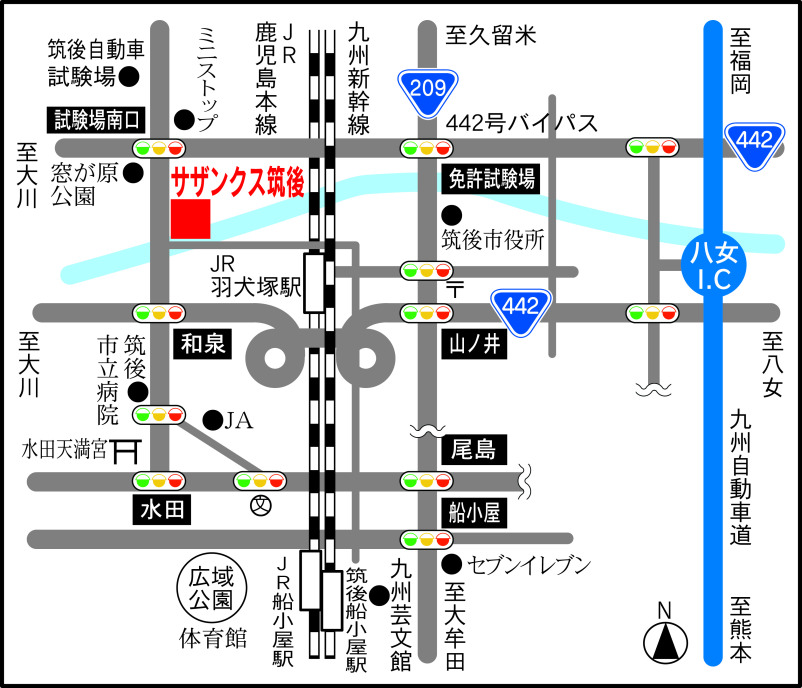 筑後自動車
試験場
ミニストップ
JR
鹿児島本線
九州新幹線
至久留米
209
至福岡
試験場南口
442号バイパス
442
至大川
窓が原
公園
サザンクス筑後
免許試験場
筑後市役所
八女
I.C
JR
羽犬塚駅
〒
442
至大川
和泉
山ノ井
至八女
筑後
市立病院
JA
水田天満宮
尾島
九州自動車道
水田
文
船小屋
広域
公園
体育館
JR船小屋駅
筑後船小屋駅
九州芸文館
セブンイレブン
至大牟田
N
至熊本